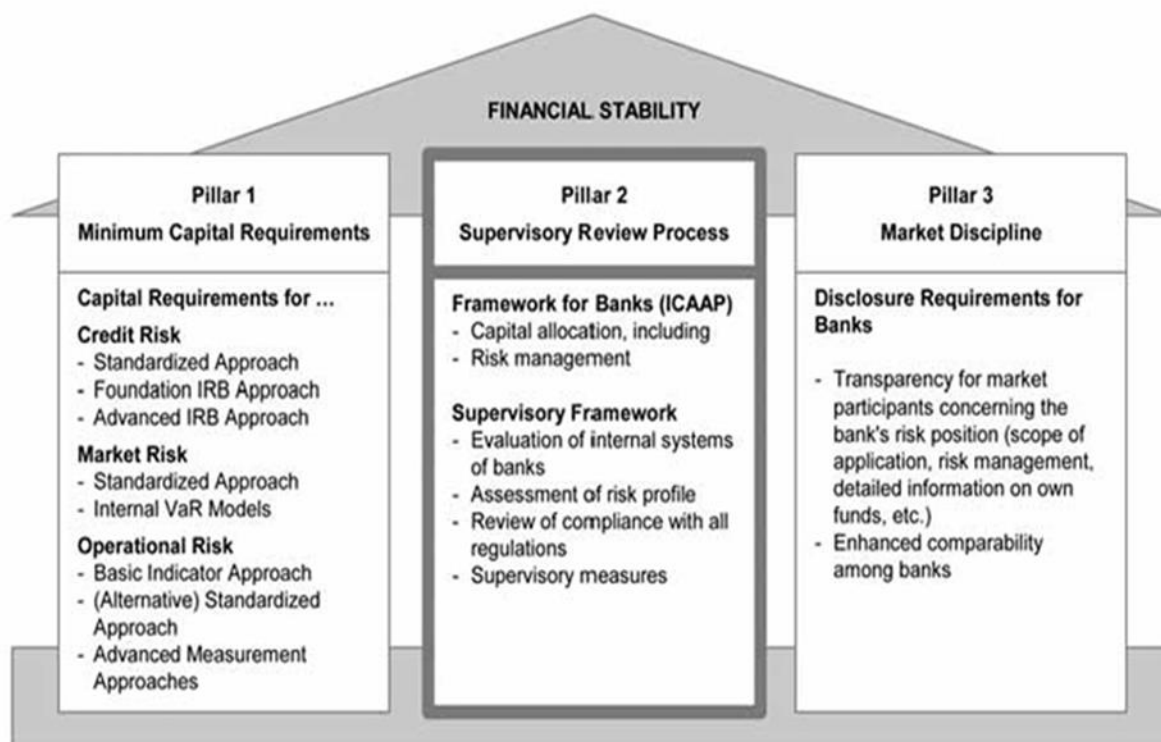 FINANCIAL STABILITY
Pillar 1
Minimum Capital Requirements
Capital Requirements for ...
Credit Risk
- Standardized Approach
- Foundation IRB Approach
- Advanced IRB Approach
Market Risk
- Standardized Approach
- Internal VaR Models
Operational Risk
- Basic Indicator Approach
- (Alternative) Standardized
Approach
- Advanced Measurement
Approaches
Pillar 2
Supervisory Review Process
Framework for Banks (ICAAP)
- Capital allocation, including
- Risk management
Supervisory Framework
- Evaluation of internal systems
of banks
- Assessment of risk profile
- Review of compliance with all
regulations
- Supervisory measures
Pillar 3
Market Discipline
Disclosure Requirements for
Banks
- Transparency for market
participants concerning the
bank's risk position (scope of
application, risk management,
detailed information on own
funds, etc.)
- Enhanced comparability
among banks